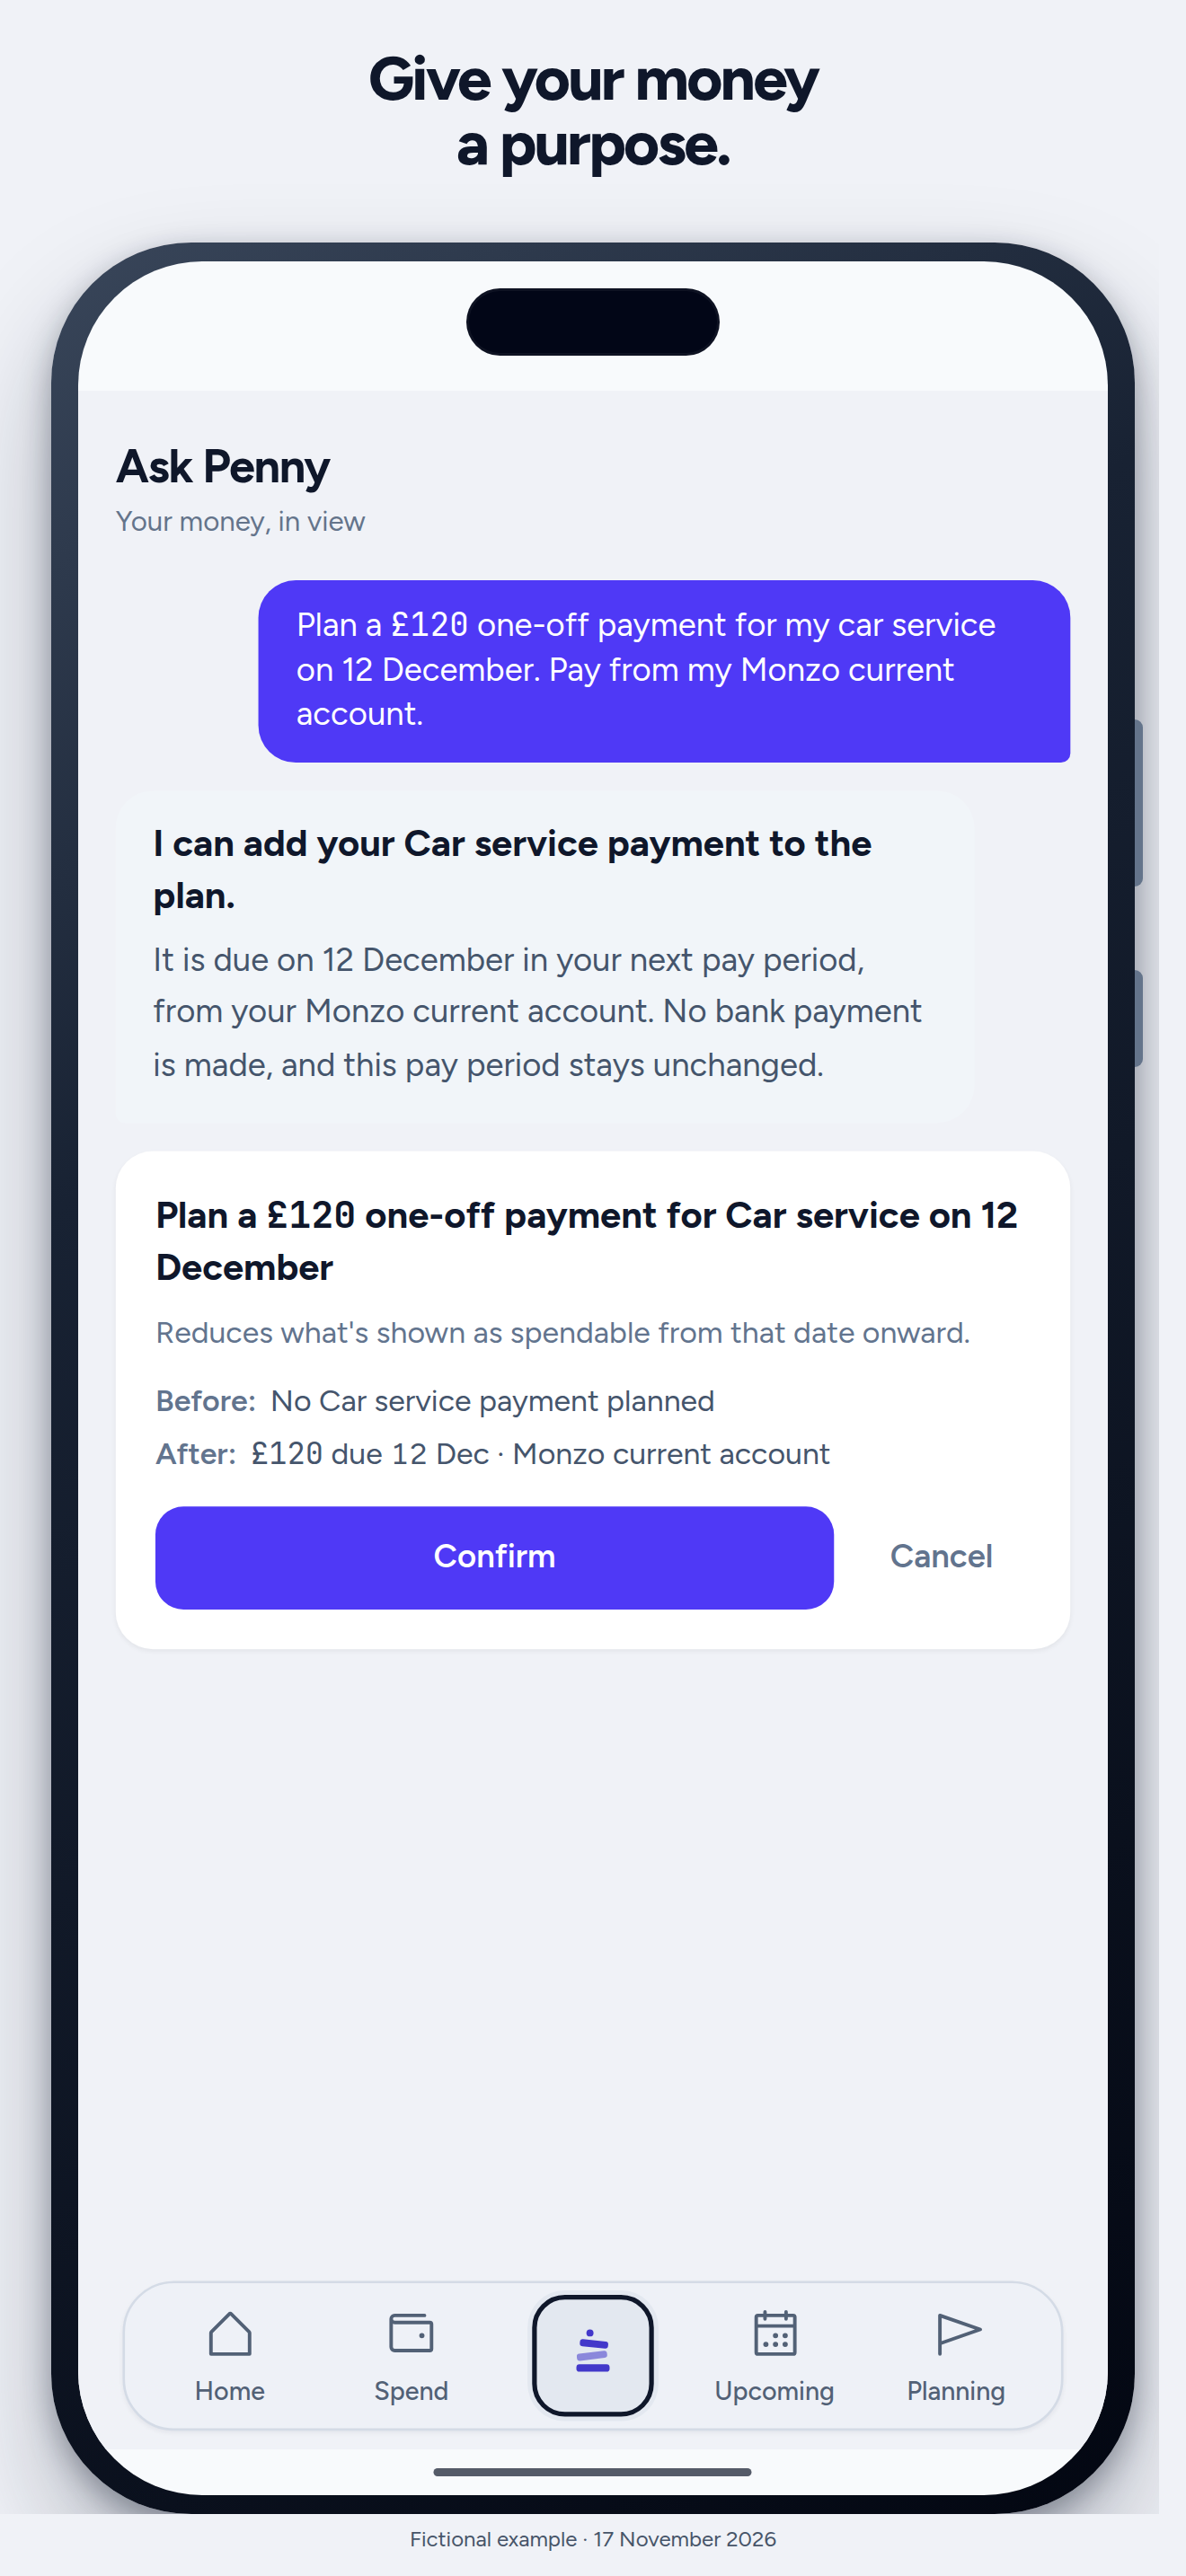 Give your money
a purpose.
Ask Penny
Your money, in view
Plan a £120 one-off payment for my car service
on 12 December. Pay from my Monzo current
account.
I can add your Car service payment to the
plan.
It is due on 12 December in your next pay period,
from your Monzo current account. No bank payment
is made, and this pay period stays unchanged.
Plan a £120 one-off payment for Car service on 12
December
Reduces what's shown as spendable from that date onward.
Before: No Car service payment planned
After: £120 due 12 Dec · Monzo current account
Confirm
Cancel
Home
Spend
Upcoming
Planning
Fictional example · 17 November 2026